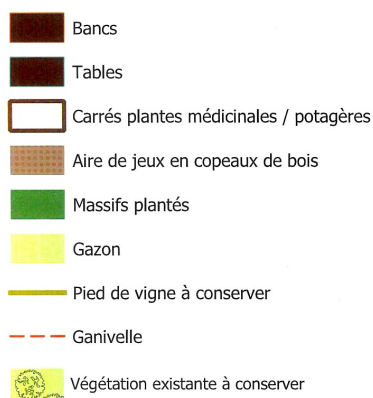 Bancs
Tables
Carrés plantes médicinales / potagères
Aire de jeux en copeaux de bois
Massifs plantés
Gazon
Pied de vigne à conserver
Ganivelle
Végétation existante à conserver